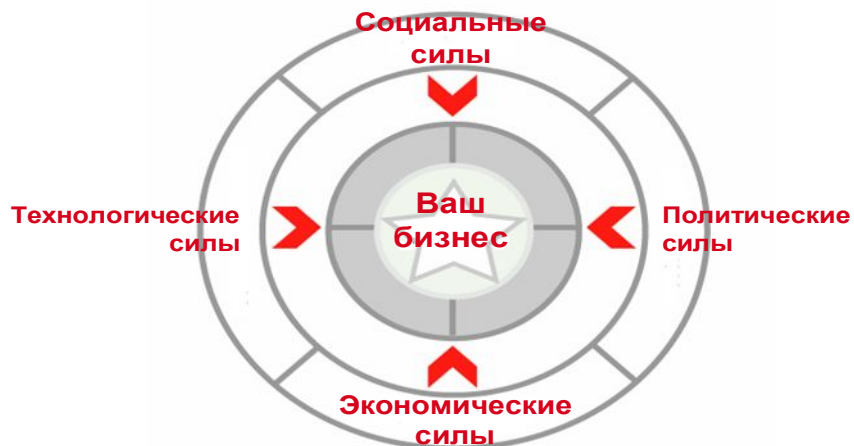 Социальные
силы
Технологические
силы
Ваш
бизнес
Политические
силы
Экономические
силы